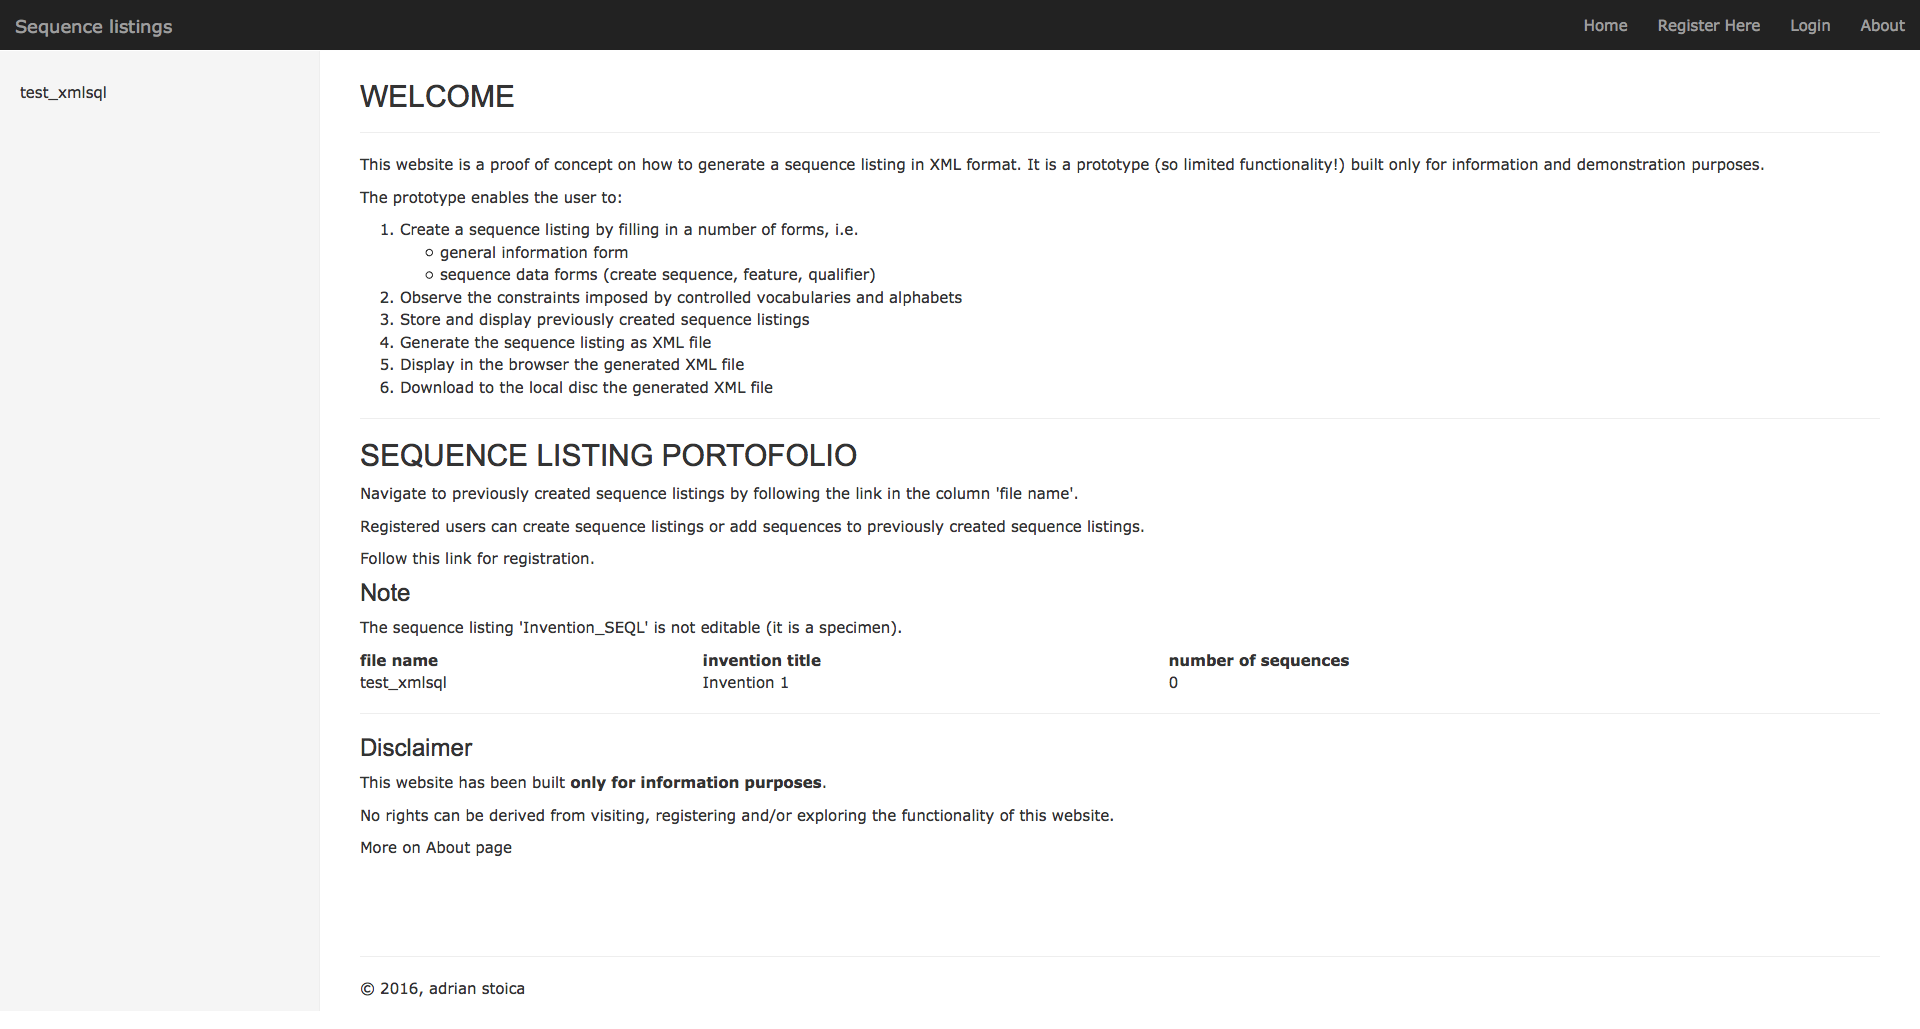 Sequence listings
Home
Register Here
Login
About
test_xmlsql
WELCOME
This website is a proof of concept on how to generate a sequence listing in XML format. It is a prototype (so limited functionality!) built only for information and demonstration purposes.
The prototype enables the user to:
1. Create a sequence listing by filling in a number of forms, i.e.
general information form
sequence data forms (create sequence, feature, qualifier)
2. Observe the constraints imposed by controlled vocabularies and alphabets
3. Store and display previously created sequence listings
4. Generate the sequence listing as XML file
5. Display in the browser the generated XML file
6. Download to the local disc the generated XML file
SEQUENCE LISTING PORTOFOLIO
Navigate to previously created sequence listings by following the link in the column 'file name'.
Registered users can create sequence listings or add sequences to previously created sequence listings.
Follow this link for registration.
Note
The sequence listing 'Invention_SEQL' is not editable (it is a specimen).
file name invention title number of sequences
test_xmlsql Invention 1 0
Disclaimer
This website has been built only for information purposes.
No rights can be derived from visiting, registering and/or exploring the functionality of this website.
More on About page
© 2016, adrian stoica